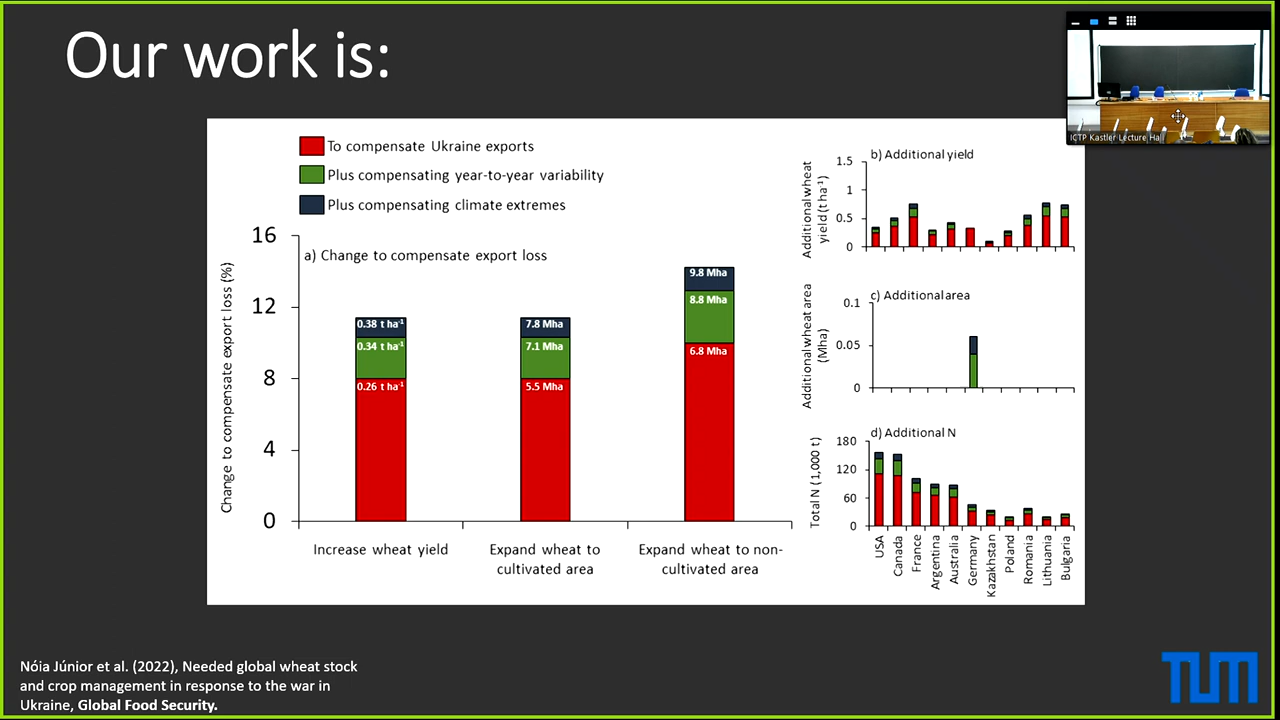 Our work is:
ICTP Kastler Lecture Hal
To compensate Ukraine exports
Plus compensating year-to-year variability
Plus compensating climate extremes
a) Change to compensate export loss
Change to compensate export loss (%)
16
12
8
4
0
0.38 t ha-1
0.34 t ha-1
0.26 t ha-1
7.8 Mha
7.1 Mha
5.5 Mha
9.8 Mha
8.8 Mha
6.8 Mha
Increase wheat yield
Expand wheat to
cultivated area
Expand wheat to non-
cultivated area
b) Additional yield
Additional wheat
yield (t ha-1)
1.5
1
0.5
0
c) Additional area
Additional wheat area
(Mha)
0.1
0.05
0
d) Additional N
Total N (1,000 t)
180
120
60
0
USA
Canada
France
Argentina
Australia
Germany
Kazakhstan
Poland
Romania
Lithuania
Bulgaria
Nóia Júnior et al. (2022), Needed global wheat stock
and crop management in response to the war in
Ukraine, Global Food Security.
TUM